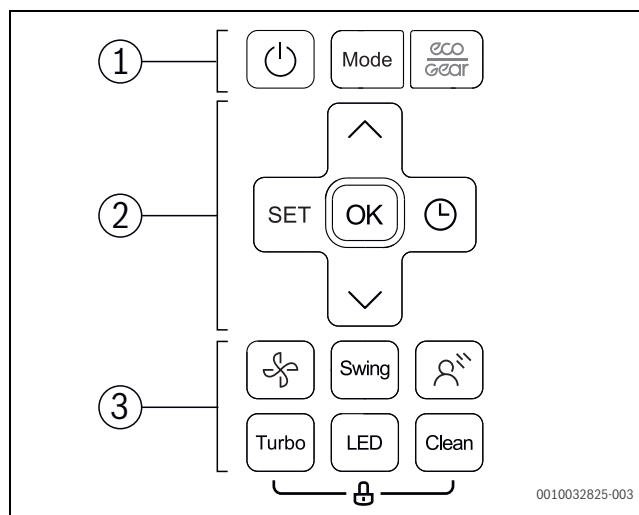 1
Mode
eco
Gear
2
SET
OK
3
Swing
Turbo
LED
Clean
0010032825-003